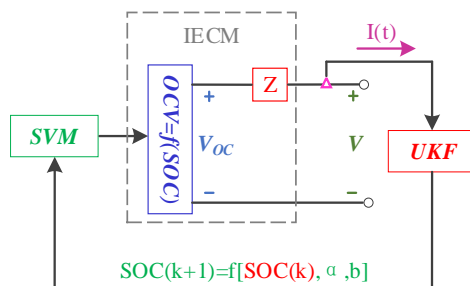 I(t)
IECM
OCV=f(SOC)
Z
+
+
SVM
V_OC
V
UKF
−
−
SOC(k+1)=f[SOC(k), α ,b]